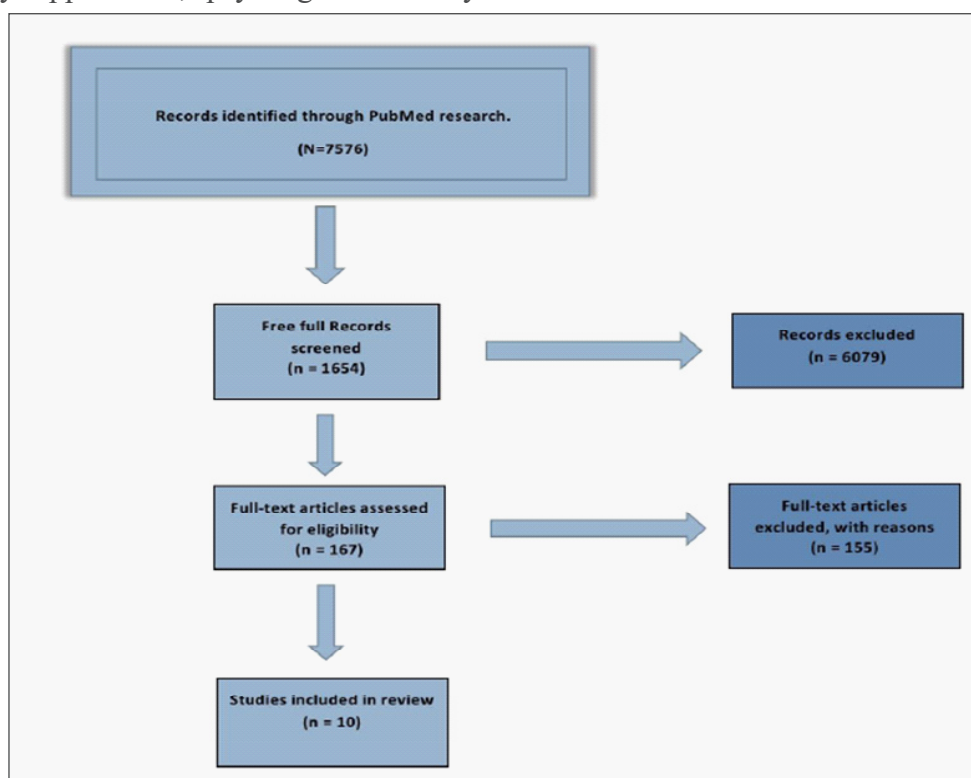 Records identified through PubMed research.
(N=7576)
Free full Records
screened
(n = 1654)
Records excluded
(n = 6079)
Full-text articles assessed
for eligibility
(n = 167)
Full-text articles
excluded, with reasons
(n = 155)
Studies included in review
(n = 10)